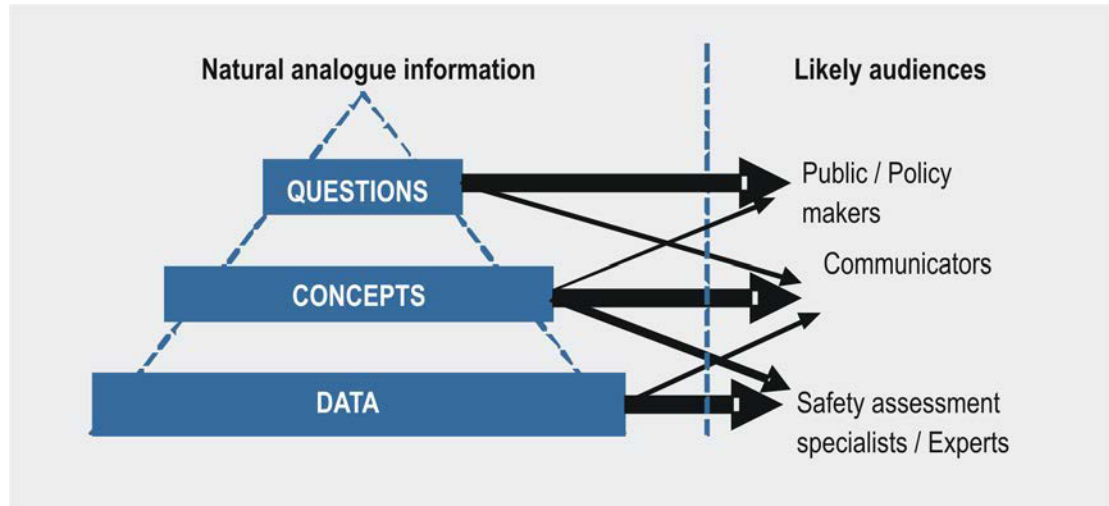 Natural analogue information
Likely audiences
QUESTIONS
Public / Policy
makers
CONCEPTS
Communicators
DATA
Safety assessment
specialists / Experts